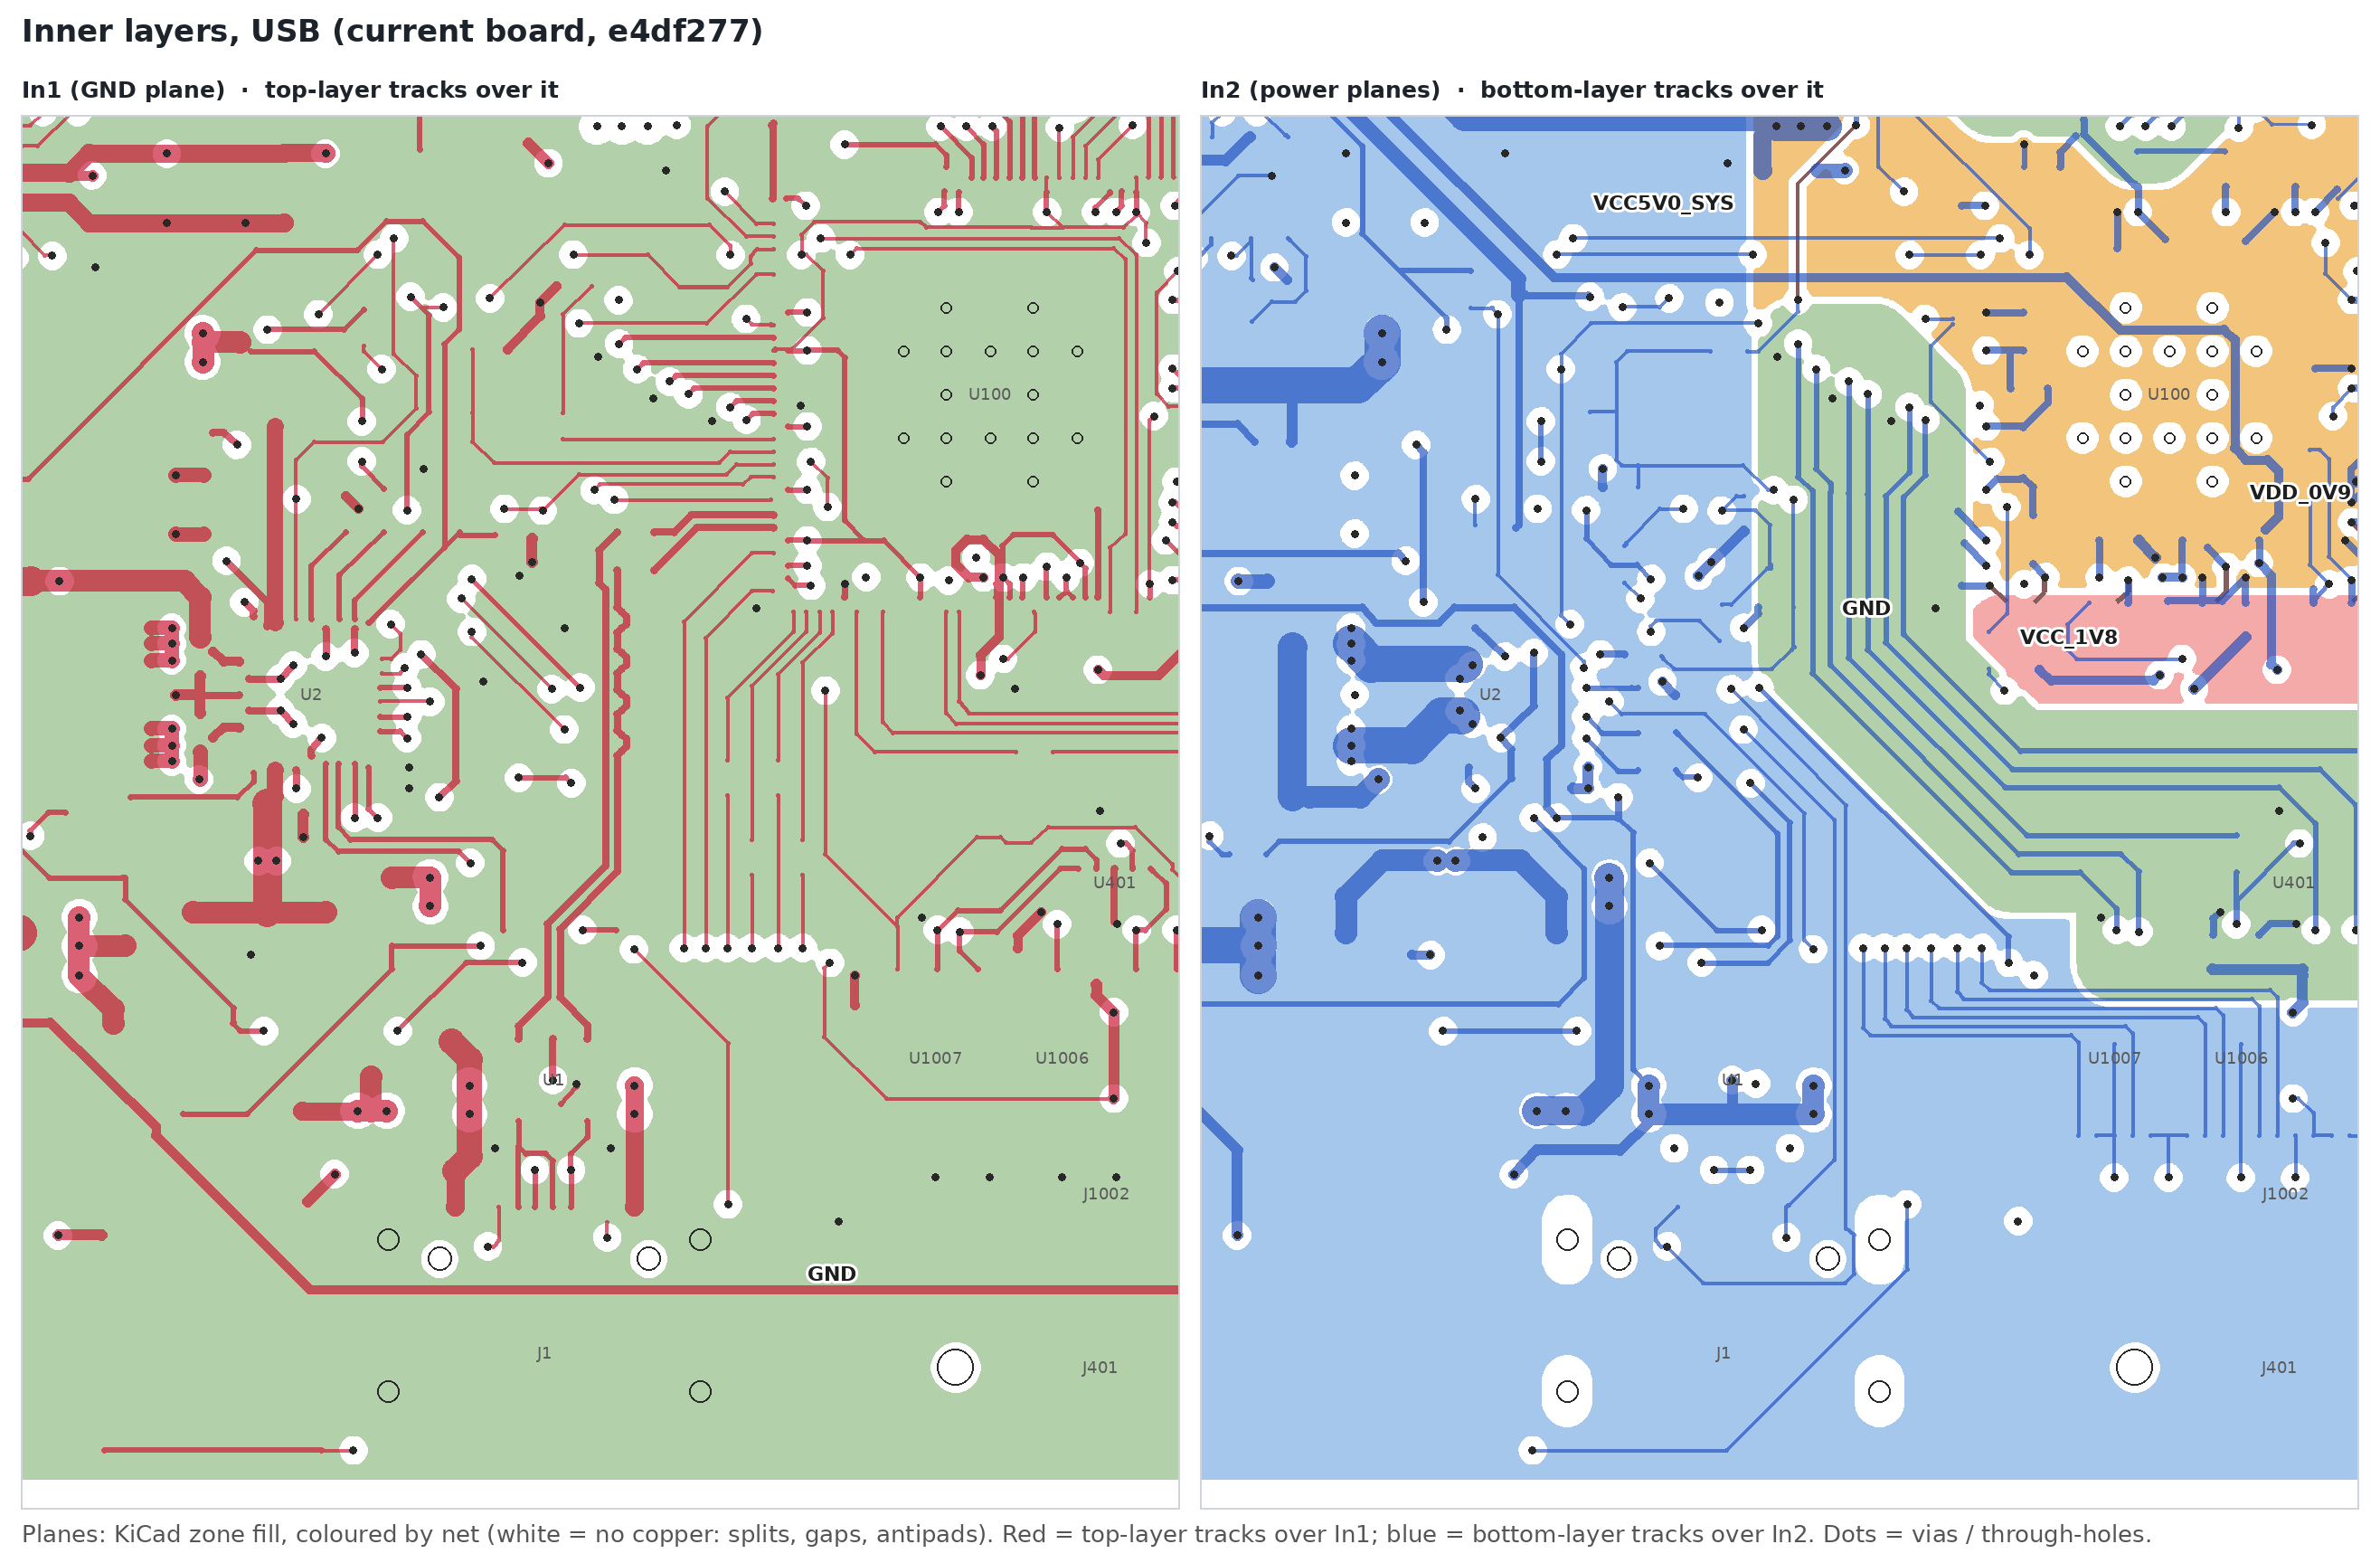 Inner layers, USB (current board, e4df277)
In1 (GND plane)  ·  top-layer tracks over it
In2 (power planes)  ·  bottom-layer tracks over it
VCC5V0_SYS
U100
U100
VDD_0V9
GND
VCC_1V8
U2
U2
U401
U401
U1007
U1006
U1007
U1006
U1
U1
J1002
J1002
GND
J1
J401
J1
J401
Planes: KiCad zone fill, coloured by net (white = no copper: splits, gaps, antipads). Red = top-layer tracks over In1; blue = bottom-layer tracks over In2. Dots = vias / through-holes.